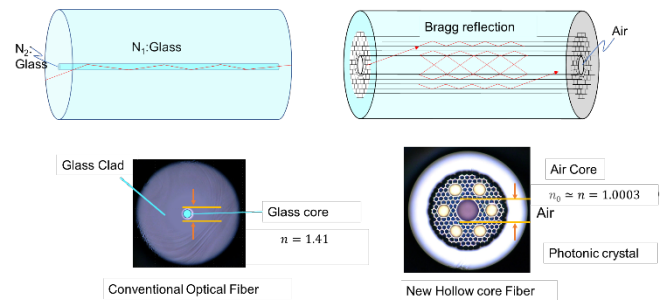 N₂:
Glass
N₁:Glass
Bragg reflection
Air
Glass Clad
Glass core
n = 1.41
Conventional Optical Fiber
Air Core
n₀ ≃ n = 1.0003
Air
Photonic crystal
New Hollow core Fiber